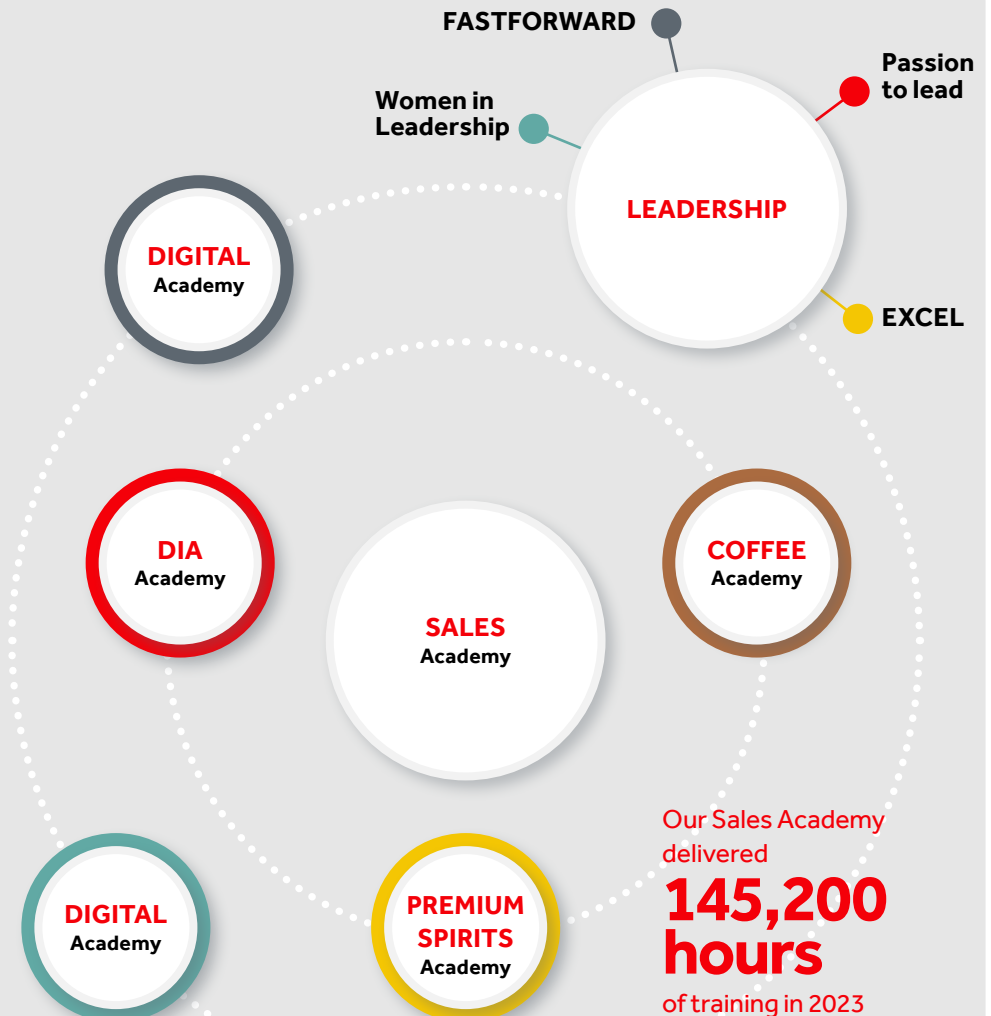 FASTFORWARD
Passion
to lead
Women in
Leadership
LEADERSHIP
DIGITAL
Academy
EXCEL
DIA
Academy
COFFEE
Academy
SALES
Academy
Our Sales Academy
delivered
145,200
hours
of training in 2023
DIGITAL
Academy
PREMIUM
SPIRITS
Academy